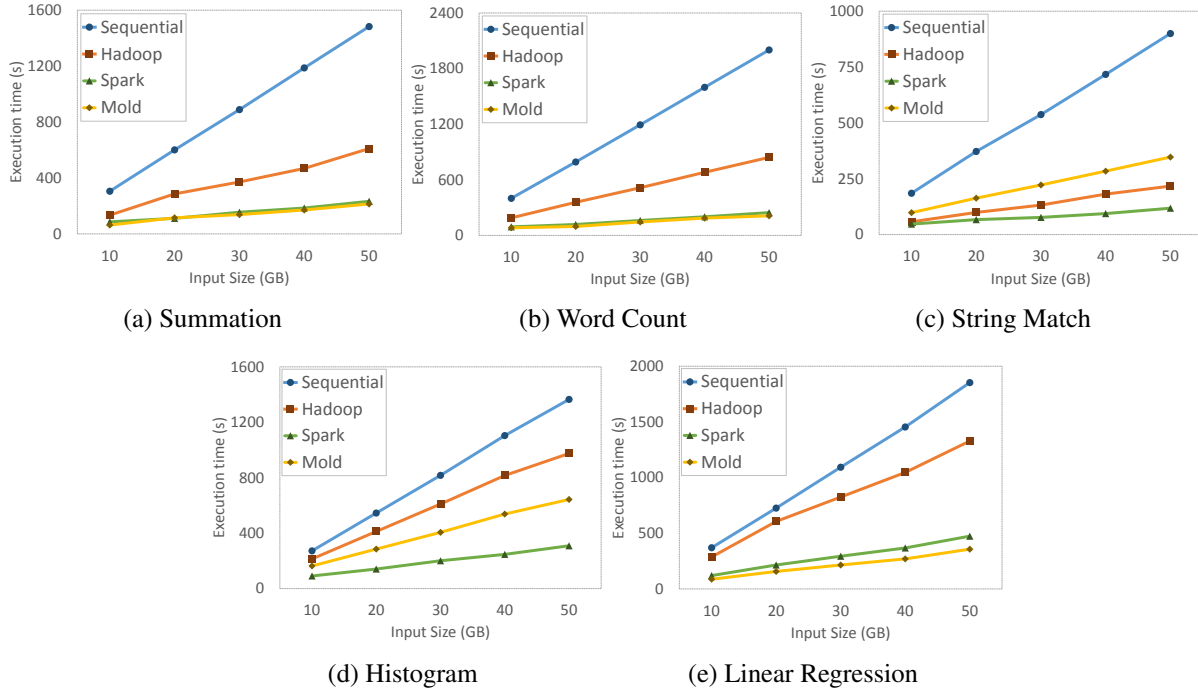 1600
1200
800
400
0
Execution time (s)
Sequential
Hadoop
Spark
Mold
10 20 30 40 50
Input Size (GB)
(a) Summation
2400
1800
1200
600
0
Execution time (s)
Sequential
Hadoop
Spark
Mold
10 20 30 40 50
Input Size (GB)
(b) Word Count
1000
750
500
250
0
Execution time (s)
Sequential
Hadoop
Spark
Mold
10 20 30 40 50
Input Size (GB)
(c) String Match
1600
1200
800
400
0
Execution time (s)
Sequential
Hadoop
Spark
Mold
10 20 30 40 50
Input Size (GB)
(d) Histogram
2000
1500
1000
500
0
Execution time (s)
Sequential
Hadoop
Spark
Mold
10 20 30 40 50
Input Size (GB)
(e) Linear Regression